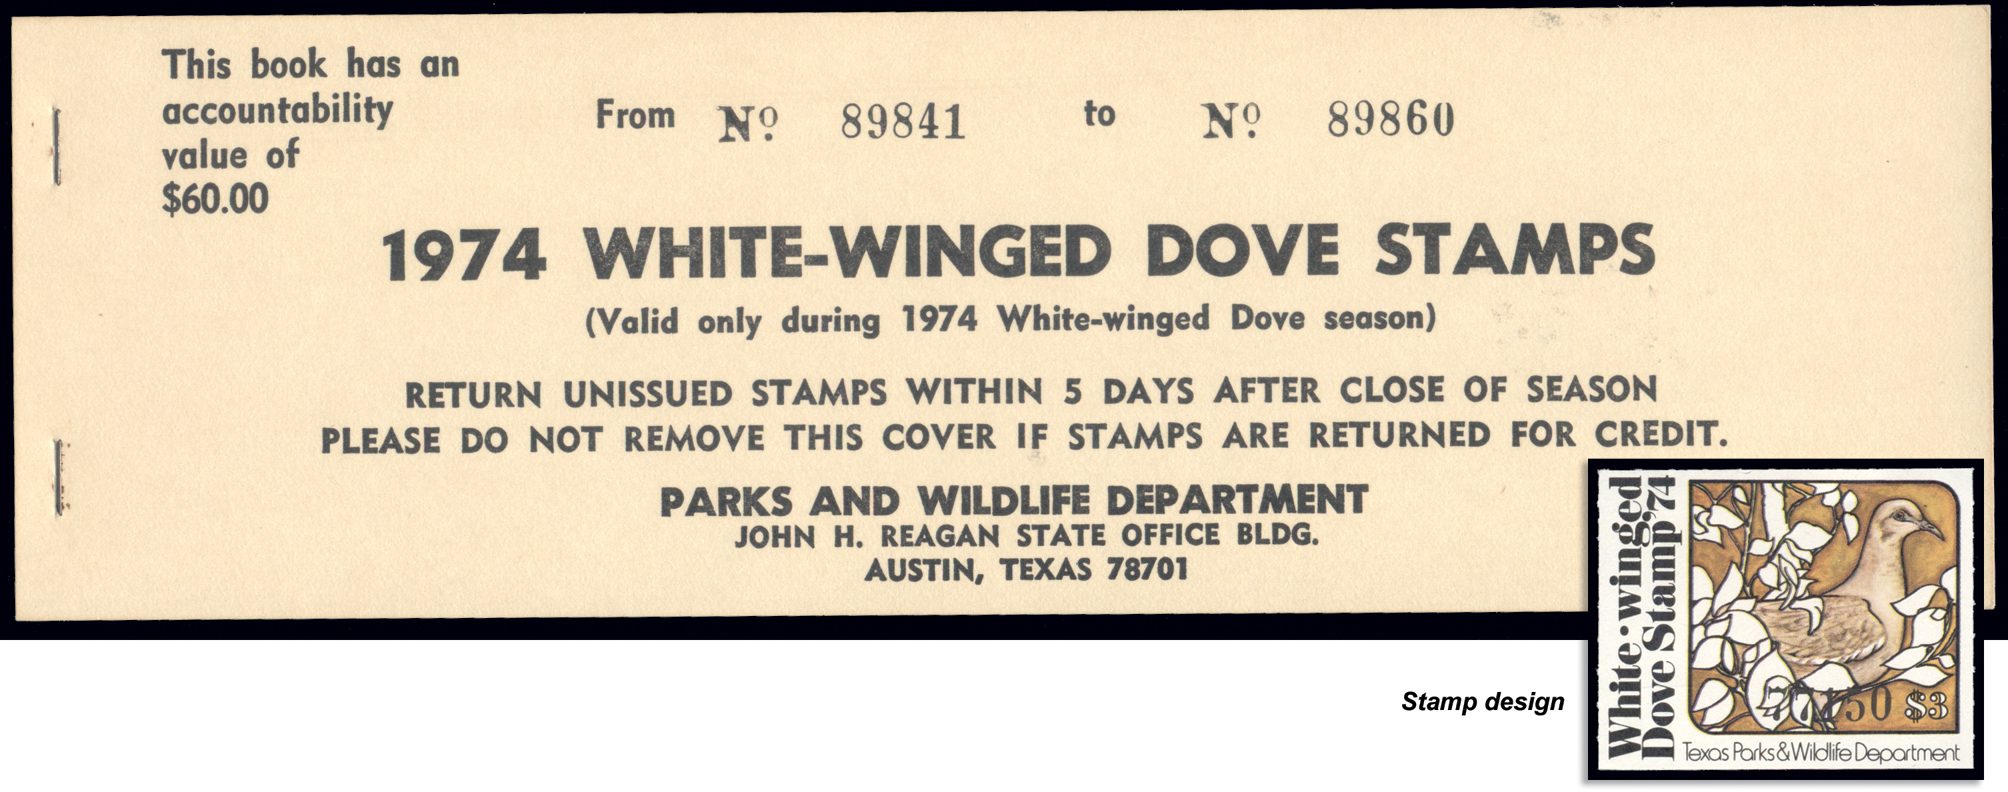 This book has an
accountability
value of
$60.00
From Nº 89841 to Nº 89860
1974 WHITE-WINGED DOVE STAMPS
(Valid only during 1974 White-winged Dove season)
RETURN UNISSUED STAMPS WITHIN 5 DAYS AFTER CLOSE OF SEASON
PLEASE DO NOT REMOVE THIS COVER IF STAMPS ARE RETURNED FOR CREDIT.
PARKS AND WILDLIFE DEPARTMENT
JOHN H. REAGAN STATE OFFICE BLDG.
AUSTIN, TEXAS 78701
Stamp design
White•winged
Dove Stamp '74
77150 $3
Texas Parks & Wildlife Department